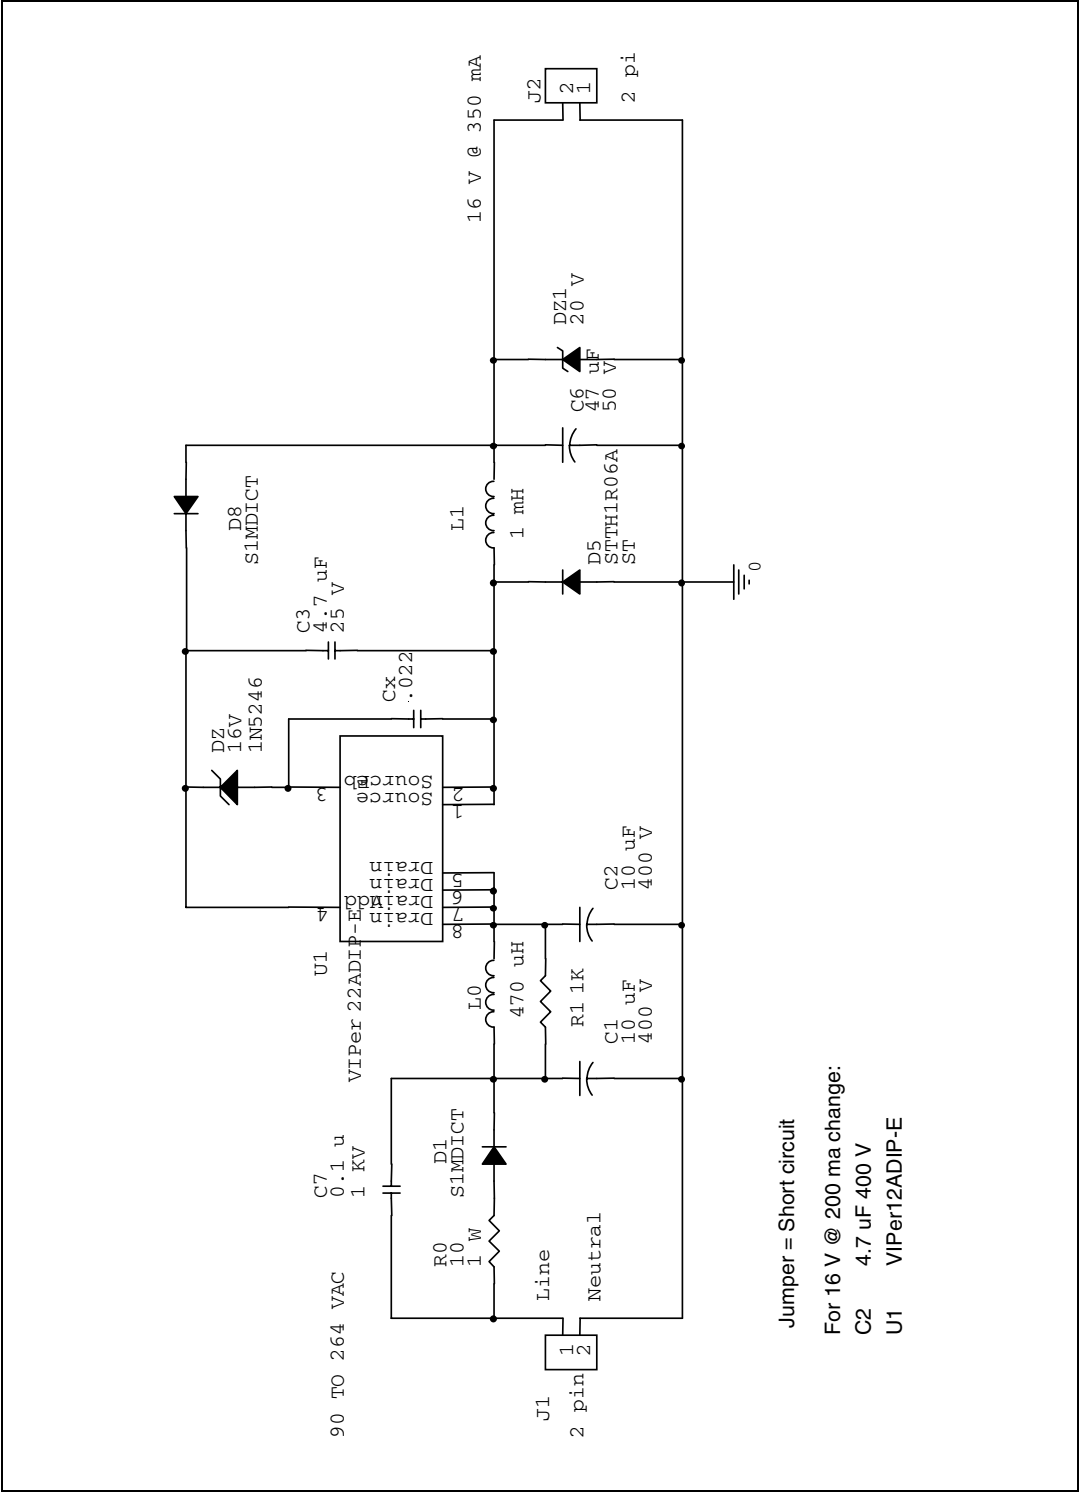 90 TO 264 VAC
J1
2 pin
1
2
Line
Neutral
C7
0.1 u
1 KV
R0
10
1 W
D1
S1MDICT
L0
470 uH
R1 1K
C1
10 uF
400 V
C2
10 uF
400 V
U1
VIPer 22ADIP-E
4
3
Vdd
Fb
Drain
Drain
Drain
Drain
Source
Source
8
7
6
5
1
2
DZ
16V
1N5246
Cx
.022
C3
4.7 uF
25 V
D8
S1MDICT
L1
1 mH
D5
STTH1R06A
ST
0
C6
47 uF
50 V
DZ1
20 V
16 V @ 350 mA
J2
2
1
2 pi
Jumper = Short circuit
For 16 V @ 200 ma change:
C2 4.7 uF 400 V
U1 VIPer12ADIP-E